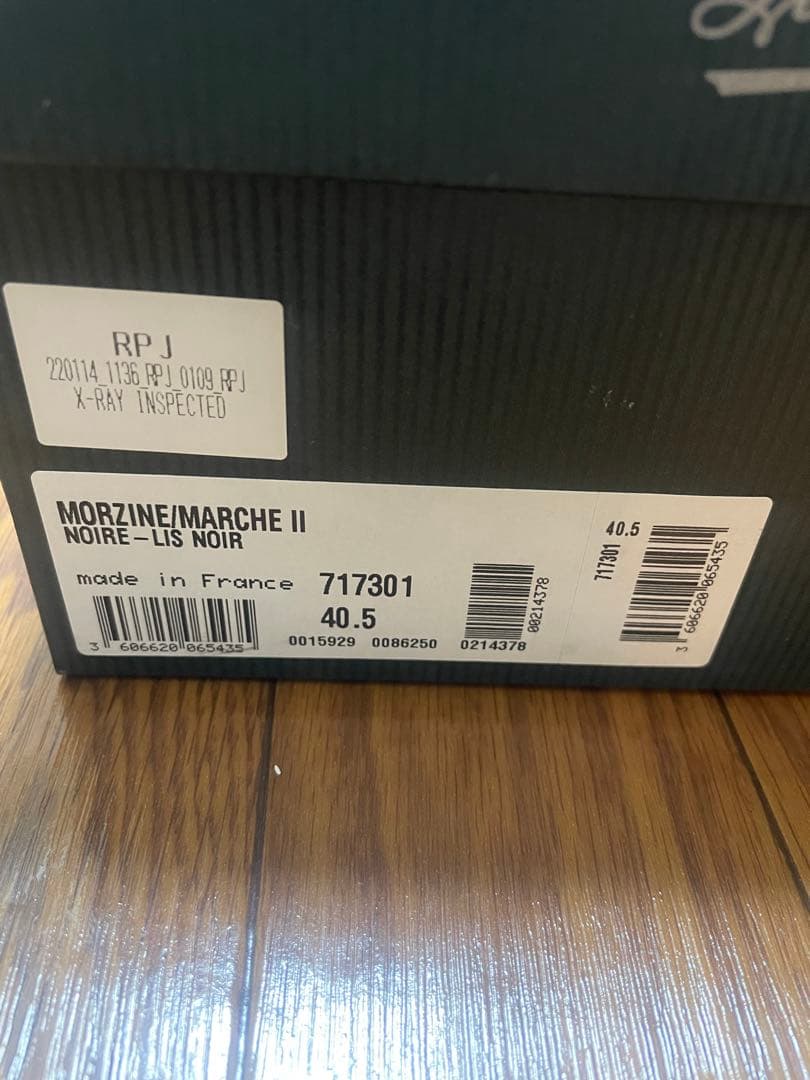 RPJ
220114_1136_RPJ_0109_RPJ
X-RAY INSPECTED
MORZINE/MARCHE II
NOIRE-LIS NOIR
made in France
717301
40.5
3 606620 065435
0015929 0086250 0214378
00214378
40.5
717301
3 606620 065435